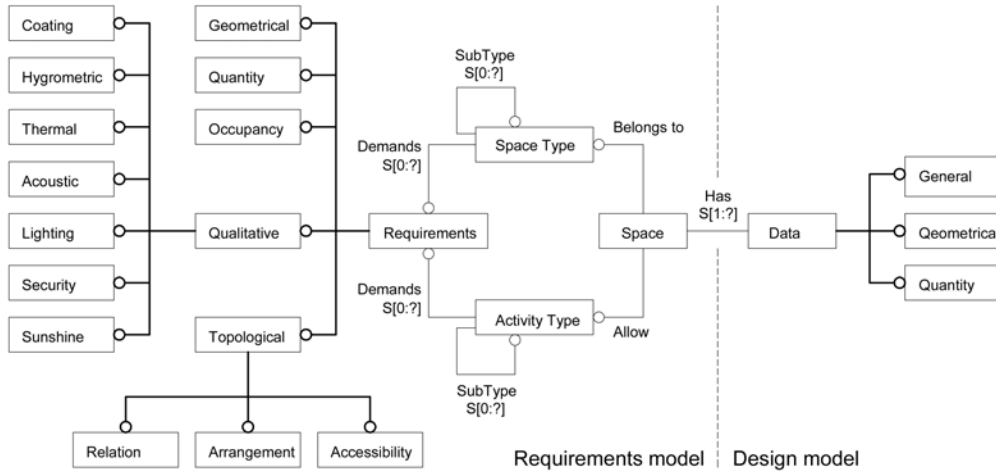 Coating
Geometrical
SubType
S[0:?]
Hygrometric
Quantity
Thermal
Occupancy
Belongs to
Demands
S[0:?]
Space Type
Acoustic
General
Has
S[1:?]
Lighting
Qualitative
Requirements
Space
Data
Qeometrical
Security
Demands
S[0:?]
Quantity
Sunshine
Topological
Activity Type
Allow
SubType
S[0:?]
Relation
Arrangement
Accessibility
Requirements model
Design model